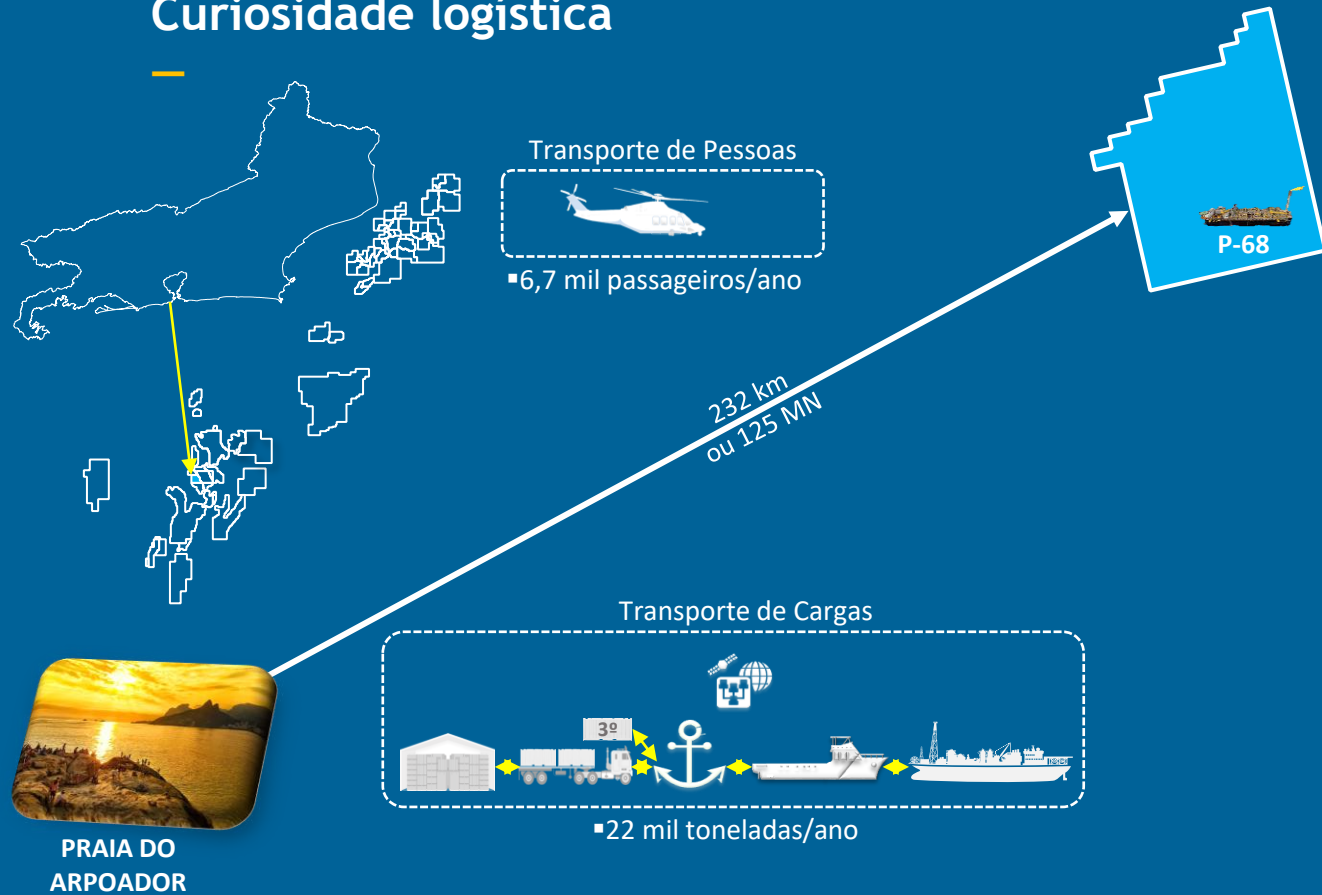 Curiosidade logística
Transporte de Pessoas
▪6,7 mil passageiros/ano
P-68
232 km
ou 125 MN
Transporte de Cargas
3º
▪22 mil toneladas/ano
PRAIA DO
ARPOADOR